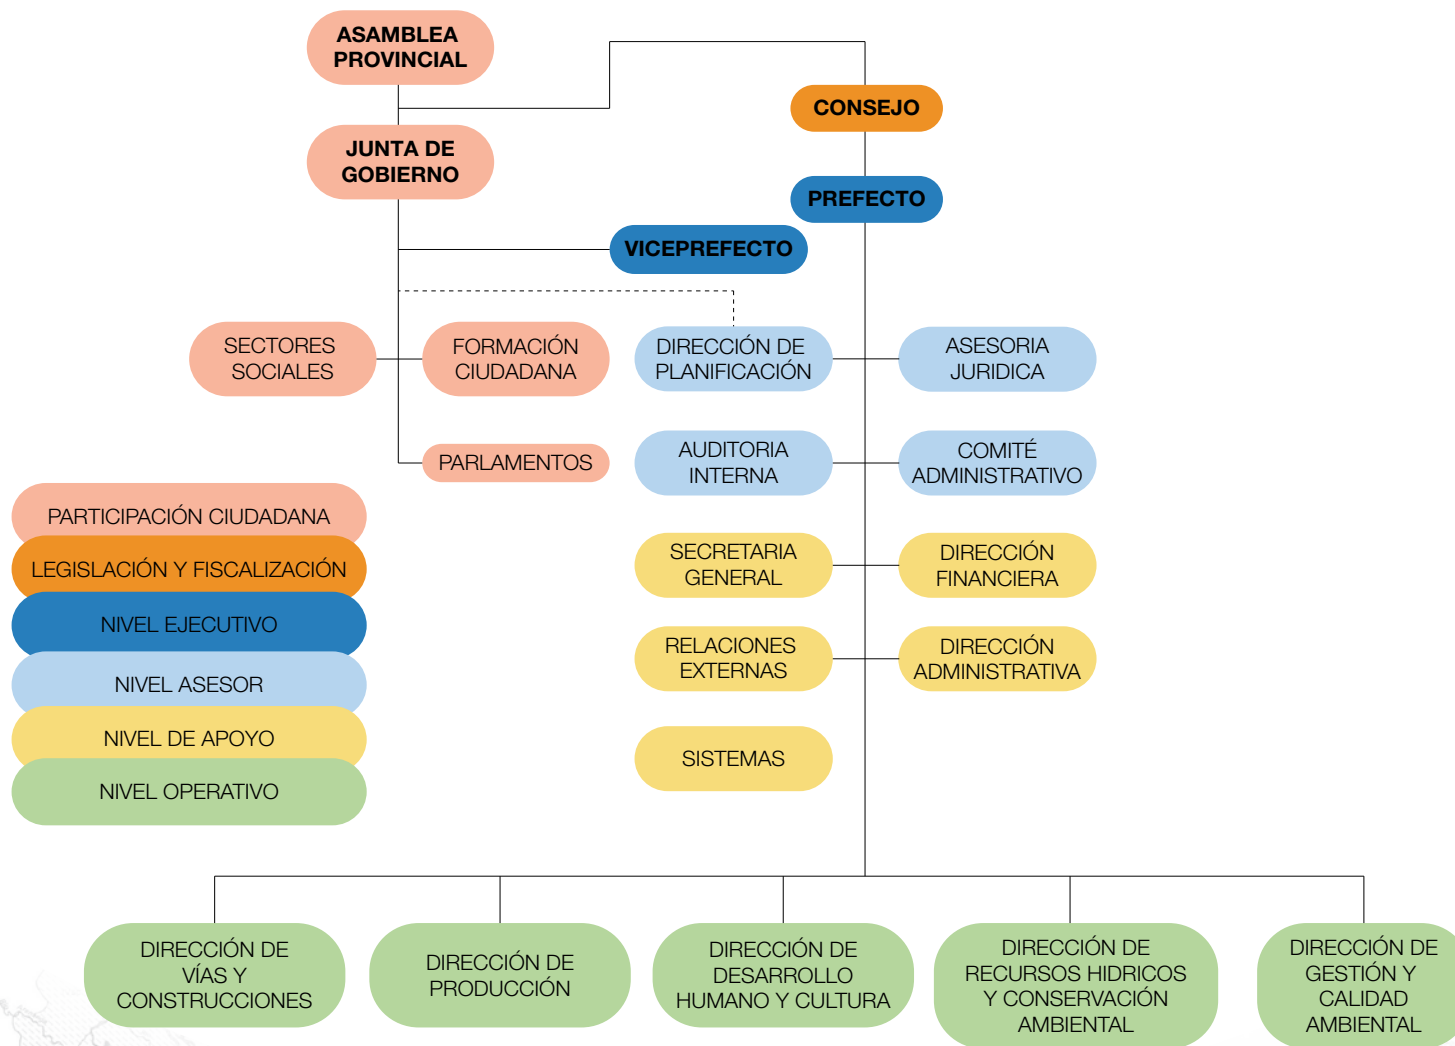 ASAMBLEA
PROVINCIAL
CONSEJO
JUNTA DE
GOBIERNO
PREFECTO
VICEPREFECTO
SECTORES
SOCIALES
FORMACIÓN
CIUDADANA
DIRECCIÓN DE
PLANIFICACIÓN
ASESORIA
JURIDICA
PARLAMENTOS
AUDITORIA
INTERNA
COMITÉ
ADMINISTRATIVO
PARTICIPACIÓN CIUDADANA
LEGISLACIÓN Y FISCALIZACIÓN
NIVEL EJECUTIVO
NIVEL ASESOR
NIVEL DE APOYO
NIVEL OPERATIVO
SECRETARIA
GENERAL
DIRECCIÓN
FINANCIERA
RELACIONES
EXTERNAS
DIRECCIÓN
ADMINISTRATIVA
SISTEMAS
DIRECCIÓN DE
VÍAS Y
CONSTRUCCIONES
DIRECCIÓN DE
PRODUCCIÓN
DIRECCIÓN DE
DESARROLLO
HUMANO Y CULTURA
DIRECCIÓN DE
RECURSOS HIDRICOS
Y CONSERVACIÓN
AMBIENTAL
DIRECCIÓN DE
GESTIÓN Y
CALIDAD
AMBIENTAL